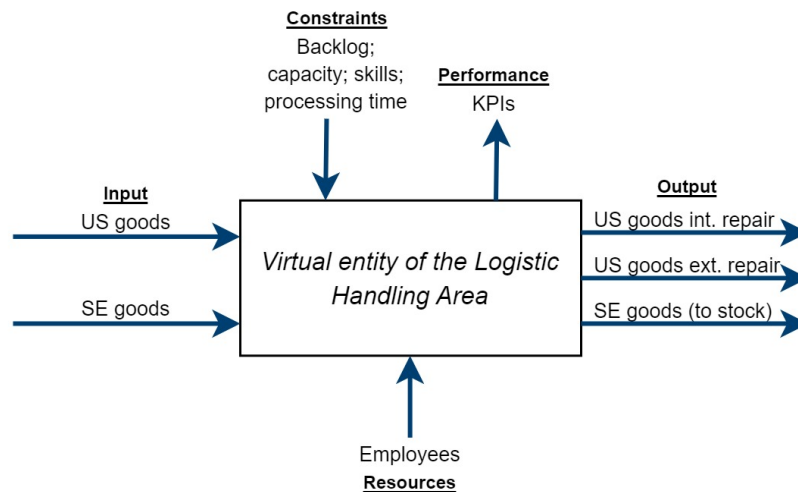 Constraints
Backlog;
capacity; skills;
processing time
Performance
KPIs
Input
US goods
SE goods
Virtual entity of the Logistic
Handling Area
Output
US goods int. repair
US goods ext. repair
SE goods (to stock)
Employees
Resources